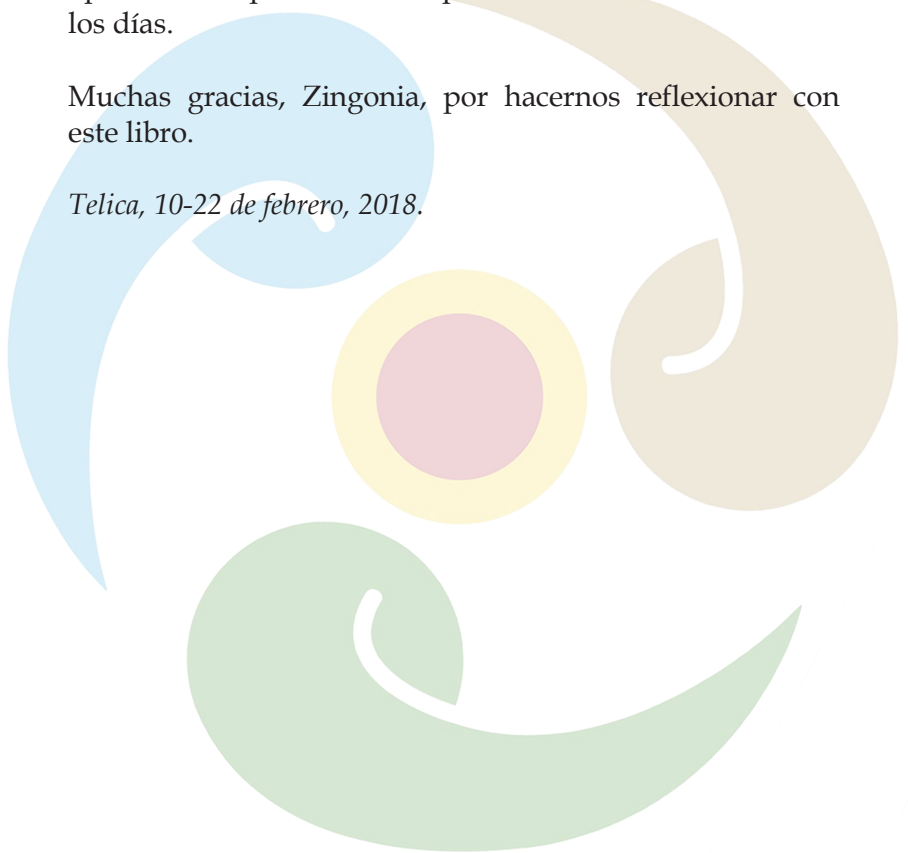 los días.
Muchas gracias, Zingonia, por hacernos reflexionar con
este libro.
Telica, 10-22 de febrero, 2018.